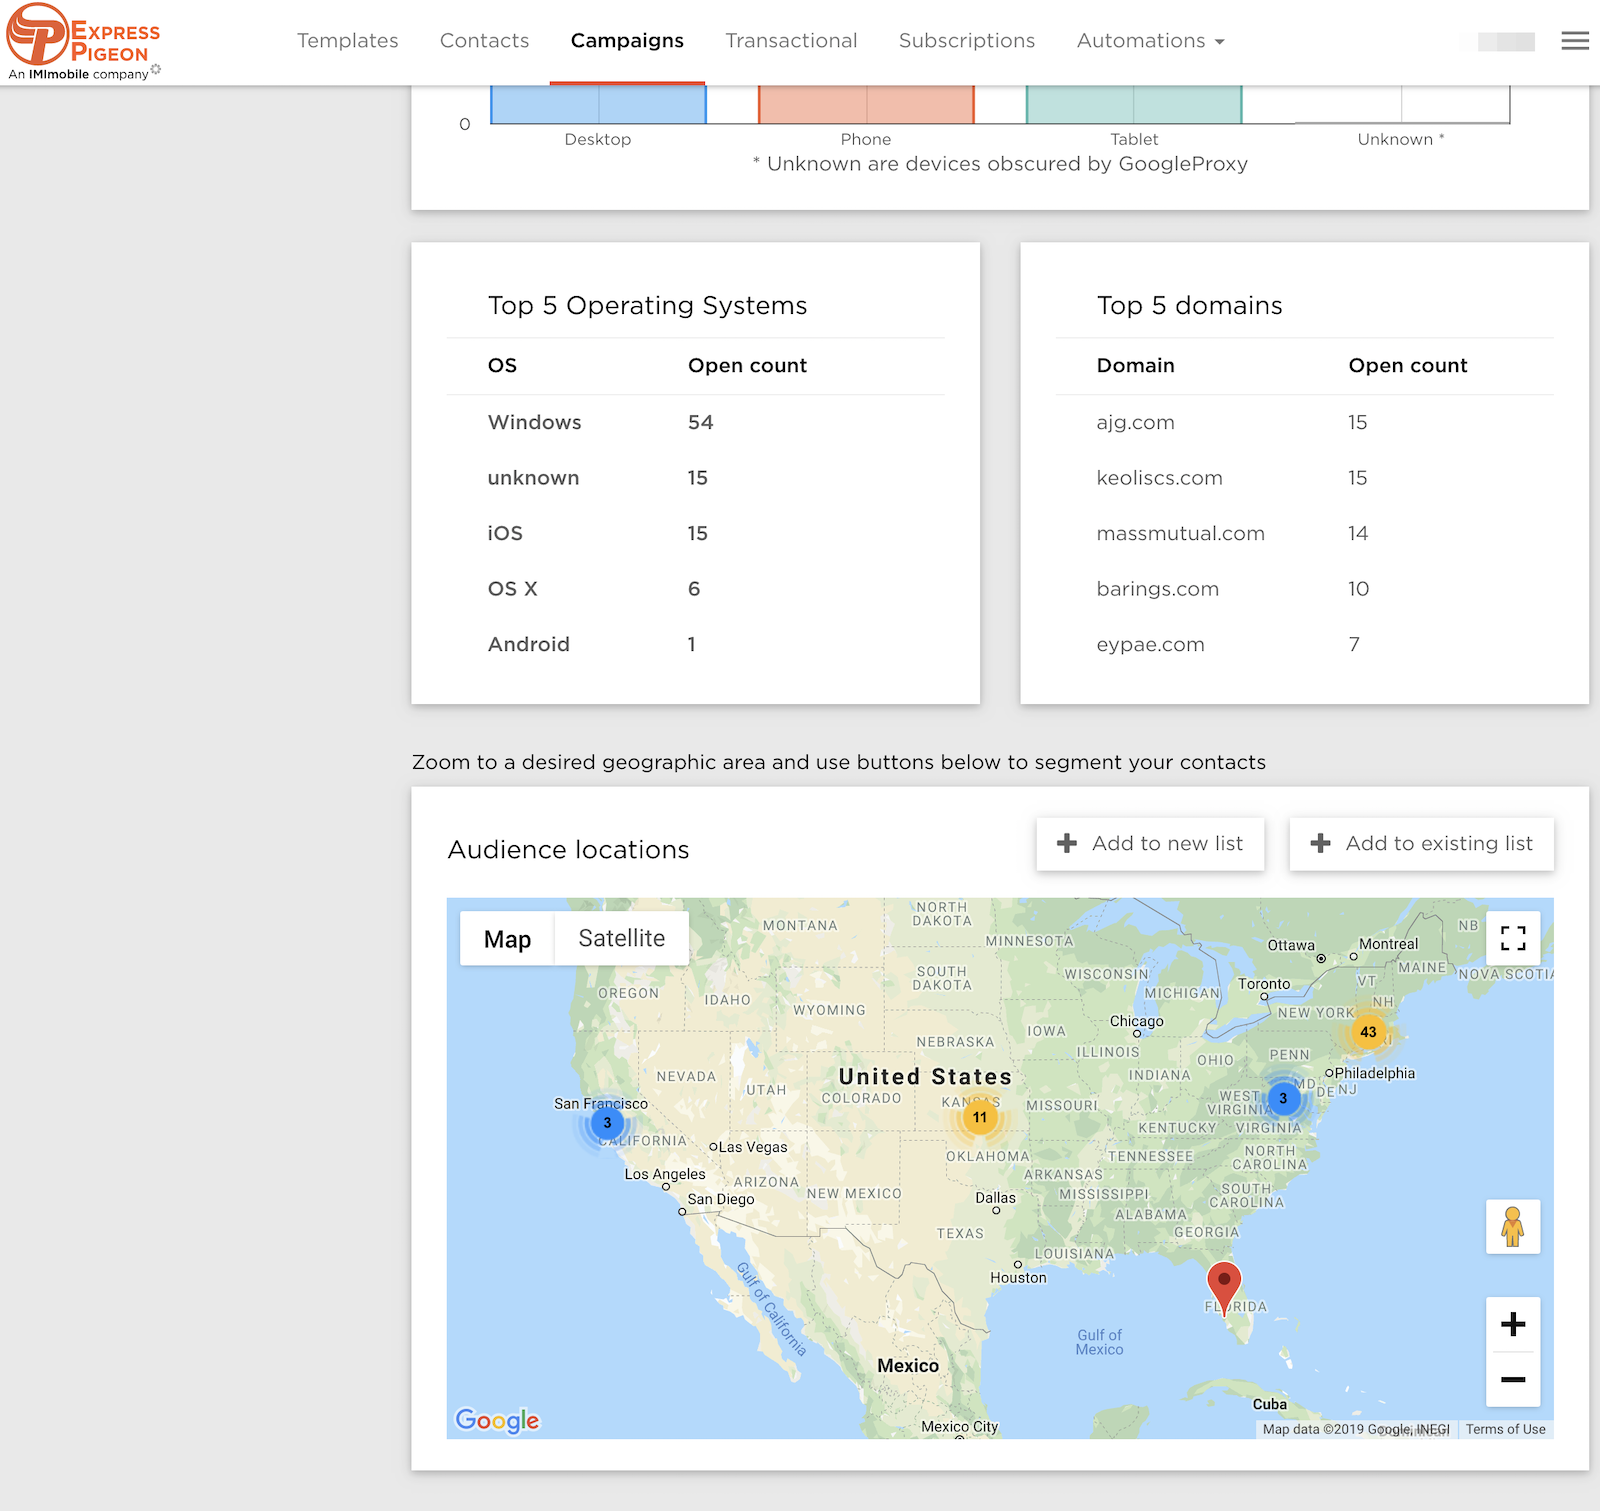 EXPRESS
PIGEON
An IMImobile company
Templates Contacts Campaigns Transactional Subscriptions Automations
0
Desktop Phone Tablet Unknown *
* Unknown are devices obscured by GoogleProxy
Top 5 Operating Systems
OS Open count
Windows 54
unknown 15
iOS 15
OS X 6
Android 1
Top 5 domains
Domain Open count
ajg.com 15
keoliscs.com 15
massmutual.com 14
barings.com 10
eypae.com 7
Zoom to a desired geographic area and use buttons below to segment your contacts
Audience locations
Add to new list
Add to existing list
Map Satellite
MONTANA
NORTH
DAKOTA
MINNESOTA
Ottawa
Montreal
NB
MAINE
NOVA SCOTIA
OREGON
IDAHO
WYOMING
SOUTH
DAKOTA
WISCONSIN
MICHIGAN
Toronto
VT
NH
NEW YORK
43
RI
Chicago
IOWA
NEBRASKA
ILLINOIS
INDIANA
OHIO
PENN
Philadelphia
NEVADA
UTAH
United States
COLORADO
KANSAS
11
MISSOURI
WEST
VIRGINIA
3
MD
DE
NJ
San Francisco
3
CALIFORNIA
KENTUCKY
VIRGINIA
Las Vegas
OKLAHOMA
TENNESSEE
NORTH
CAROLINA
Los Angeles
ARIZONA
NEW MEXICO
ARKANSAS
MISSISSIPPI
SOUTH
CAROLINA
San Diego
Dallas
ALABAMA
GEORGIA
TEXAS
LOUISIANA
Houston
FLORIDA
Gulf of California
Gulf of
Mexico
Mexico
Cuba
Mexico City
Google
Map data ©2019 Google, INEGI Terms of Use